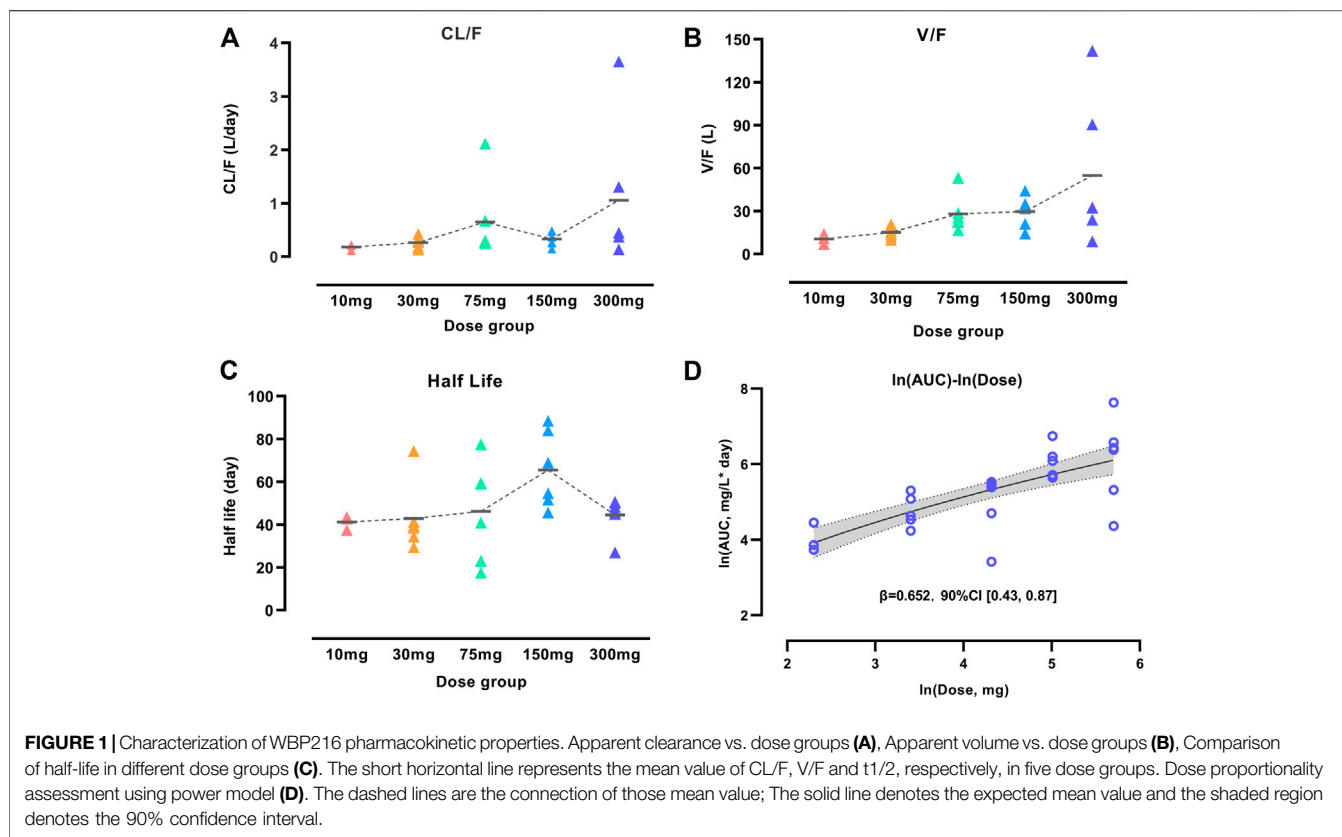 A
CL/F
4
3
2
1
0
CL/F (L/day)
10mg 30mg 75mg 150mg 300mg
Dose group
B
V/F
150
120
90
60
30
0
V/F (L)
10mg 30mg 75mg 150mg 300mg
Dose group
C
Half Life
100
80
60
40
20
0
Half life (day)
10mg 30mg 75mg 150mg 300mg
Dose group
D
ln(AUC)-ln(Dose)
8
6
4
2
ln(AUC, mg/L* day)
β=0.652, 90%CI [0.43, 0.87]
2 3 4 5 6
ln(Dose, mg)
FIGURE 1 | Characterization of WBP216 pharmacokinetic properties. Apparent clearance vs. dose groups (A), Apparent volume vs. dose groups (B), Comparison
of half-life in different dose groups (C). The short horizontal line represents the mean value of CL/F, V/F and t1/2, respectively, in five dose groups. Dose proportionality
assessment using power model (D). The dashed lines are the connection of those mean value; The solid line denotes the expected mean value and the shaded region
denotes the 90% confidence interval.